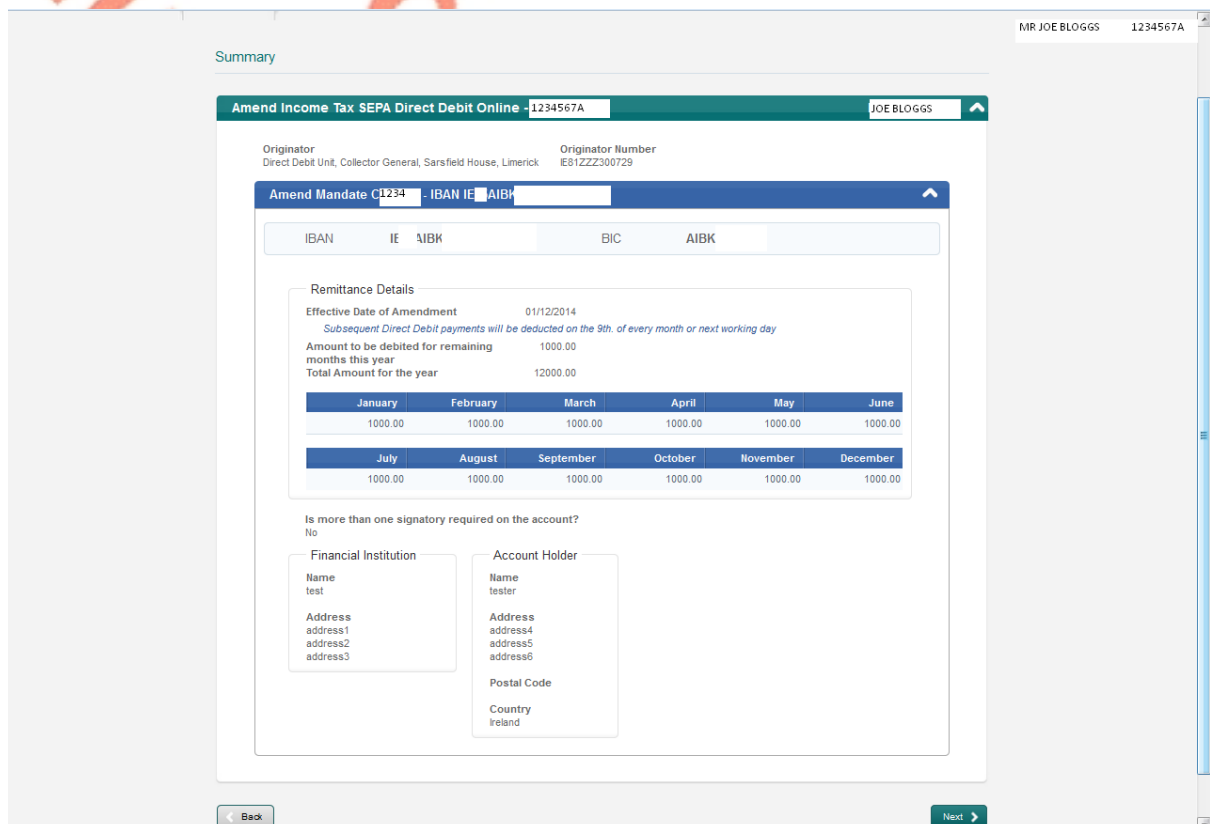 MR JOE BLOGGS 1234567A
Summary
Amend Income Tax SEPA Direct Debit Online - 1234567A JOE BLOGGS
Originator Originator Number
Direct Debit Unit, Collector General, Sarsfield House, Limerick IE81ZZZ300729
Amend Mandate 1234 - IBAN IE AIBK
IBAN IE AIBK BIC AIBK
Remittance Details
Effective Date of Amendment 01/12/2014
Subsequent Direct Debit payments will be deducted on the 9th. of every month or next working day
Amount to be debited for remaining 1000.00
months this year
Total Amount for the year 12000.00
January February March April May June
1000.00 1000.00 1000.00 1000.00 1000.00 1000.00
July August September October November December
1000.00 1000.00 1000.00 1000.00 1000.00 1000.00
Is more than one signatory required on the account?
No
Financial Institution
Name
test
Address
address1
address2
address3
Account Holder
Name
tester
Address
address4
address5
address6
Postal Code
Country
Ireland
Back Next